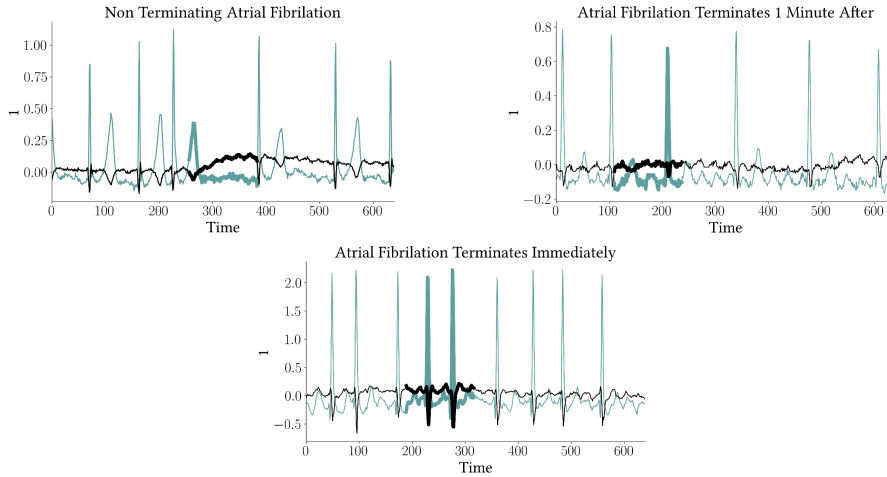 Non Terminating Atrial Fibrilation
1.00
0.75
0.50
0.25
0.00
1
0 100 200 300 400 500 600
Time
Atrial Fibrilation Terminates 1 Minute After
0.8
0.6
0.4
0.2
0.0
−0.2
1
0 100 200 300 400 500 600
Time
Atrial Fibrilation Terminates Immediately
2.0
1.5
1.0
0.5
0.0
−0.5
1
0 100 200 300 400 500 600
Time